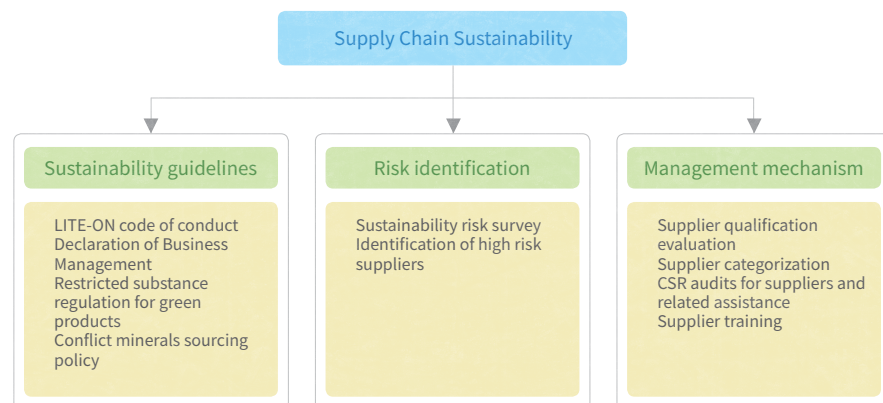 Supply Chain Sustainability
Sustainability guidelines
LITE-ON code of conduct
Declaration of Business
Management
Restricted substance
regulation for green
products
Conflict minerals sourcing
policy
Risk identification
Sustainability risk survey
Identification of high risk
suppliers
Management mechanism
Supplier qualification
evaluation
Supplier categorization
CSR audits for suppliers and
related assistance
Supplier training